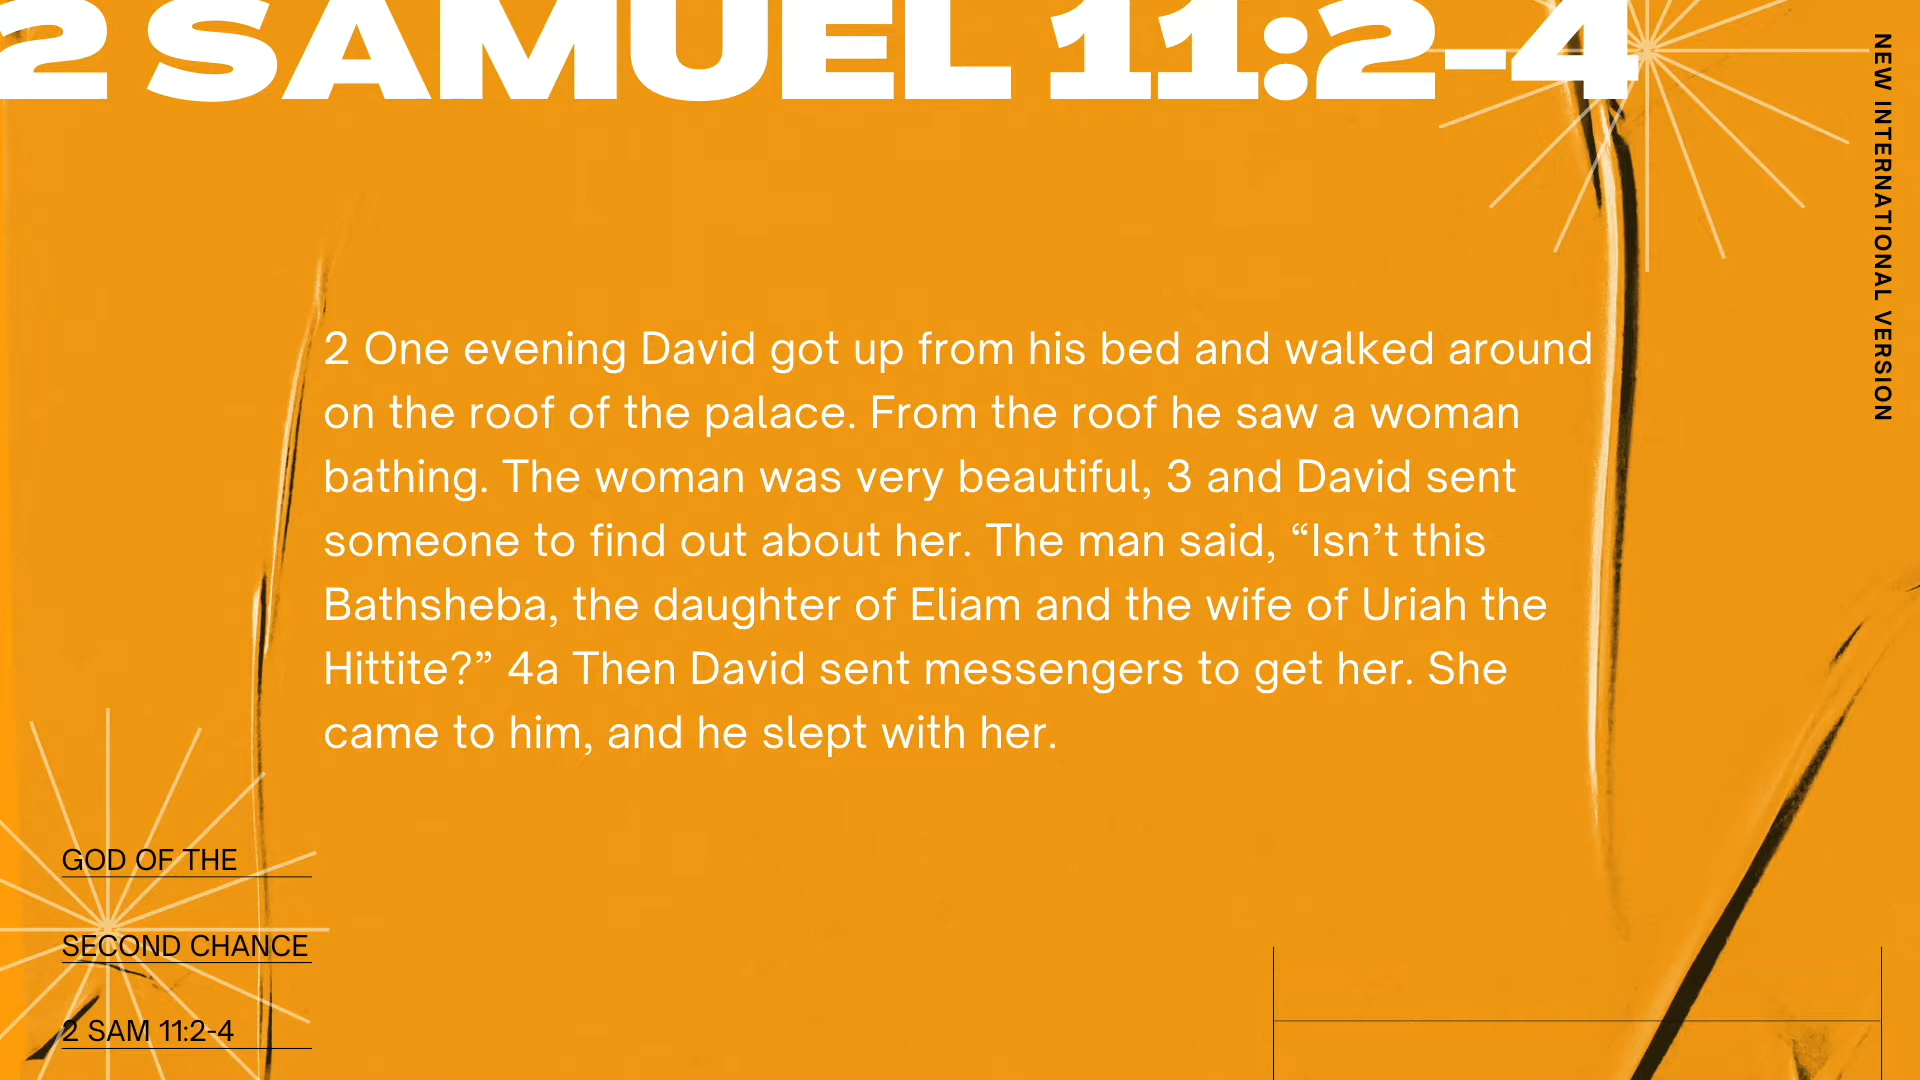 2 SAMUEL 11:2-4
NEW INTERNATIONAL VERSION
2 One evening David got up from his bed and walked around
on the roof of the palace. From the roof he saw a woman
bathing. The woman was very beautiful, 3 and David sent
someone to find out about her. The man said, “Isn’t this
Bathsheba, the daughter of Eliam and the wife of Uriah the
Hittite?” 4a Then David sent messengers to get her. She
came to him, and he slept with her.
GOD OF THE
SECOND CHANCE
2 SAM 11:2-4